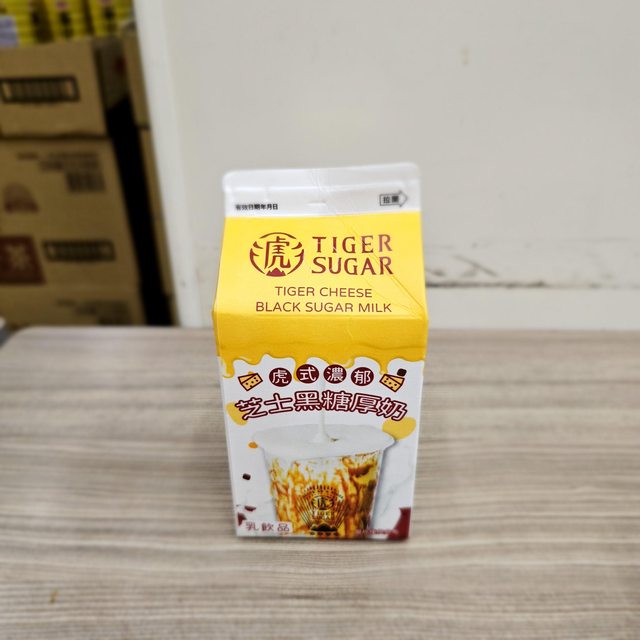 有效日期年月日
拉開
虎
TIGER
SUGAR
TIGER CHEESE
BLACK SUGAR MILK
虎式濃郁
芝士黑糖厚奶
虎
乳飲品